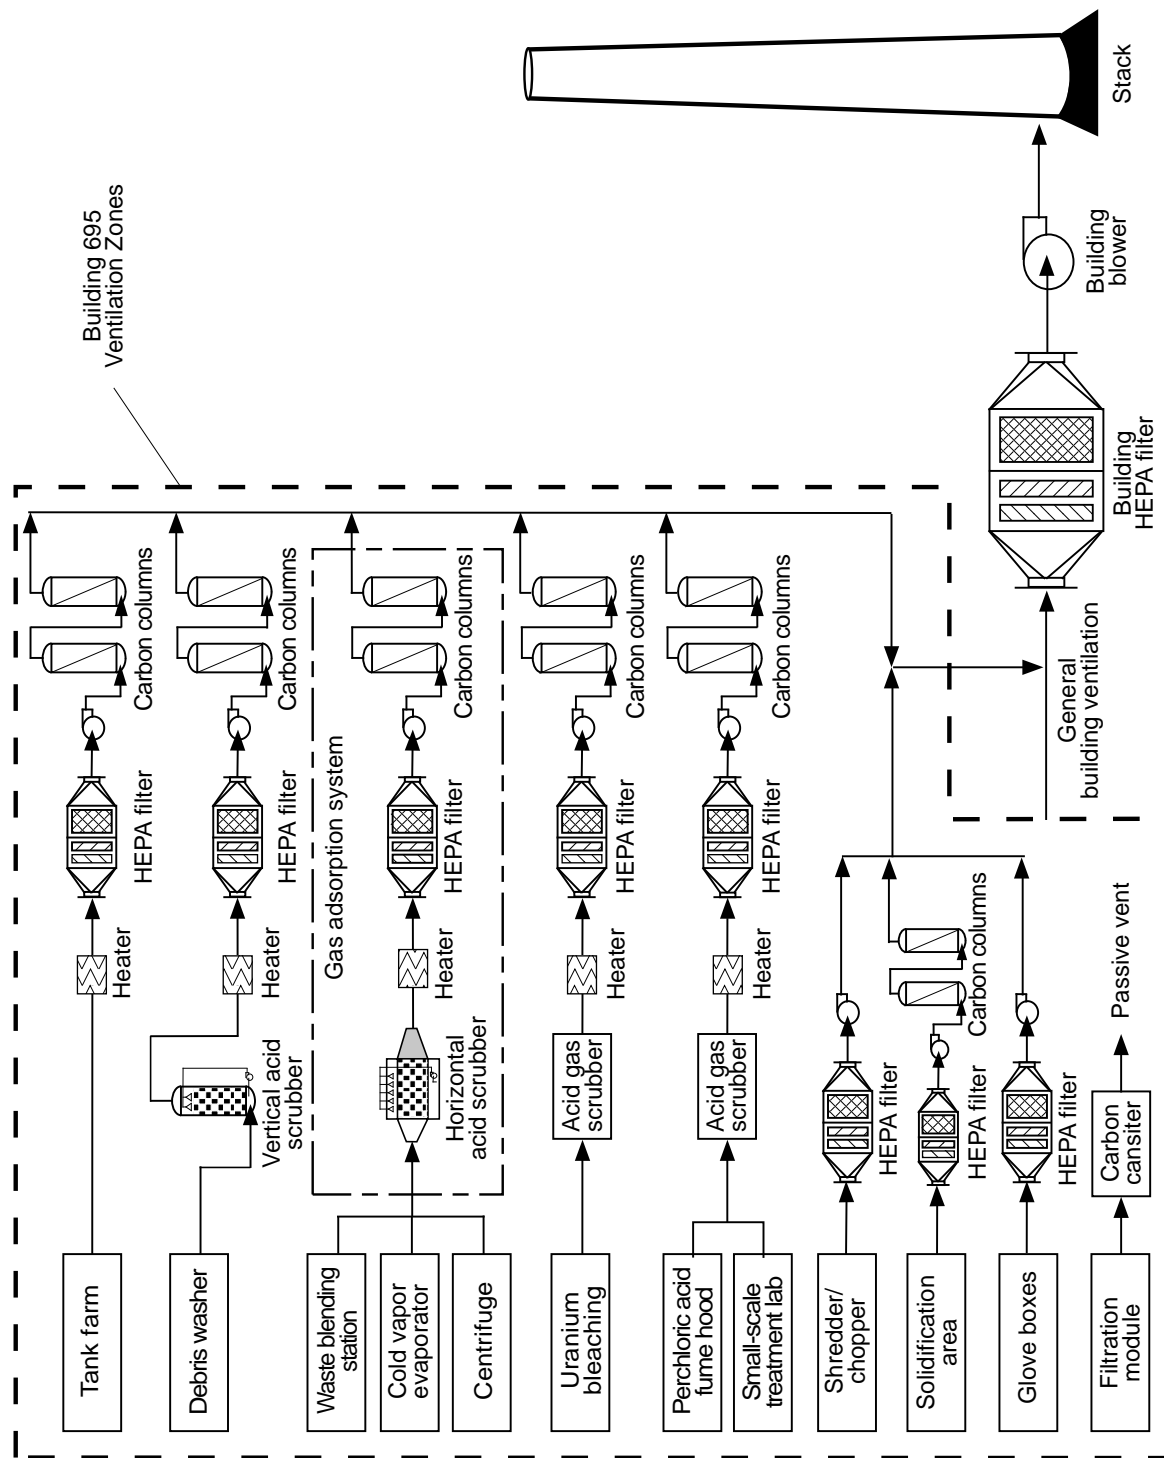 Building 695
Ventilation Zones
Stack
Building
blower
Building
HEPA filter
General
building ventilation
Tank farm
Heater
HEPA filter
Carbon columns
Debris washer
Vertical acid
scrubber
Heater
HEPA filter
Carbon columns
Gas adsorption system
Waste blending
station
Cold vapor
evaporator
Centrifuge
Horizontal
acid scrubber
Heater
HEPA filter
Carbon columns
Uranium
bleaching
Acid gas
scrubber
Heater
HEPA filter
Carbon columns
Perchloric acid
fume hood
Small-scale
treatment lab
Acid gas
scrubber
Heater
HEPA filter
Carbon columns
Shredder/
chopper
HEPA filter
Solidification
area
HEPA filter
Carbon columns
Glove boxes
HEPA filter
Filtration
module
Carbon
cansiter
Passive vent